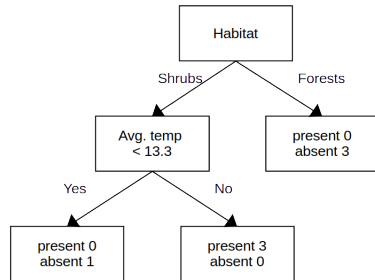 Habitat
Shrubs
Forests
Avg. temp
< 13.3
present 0
absent 3
Yes
No
present 0
absent 1
present 3
absent 0